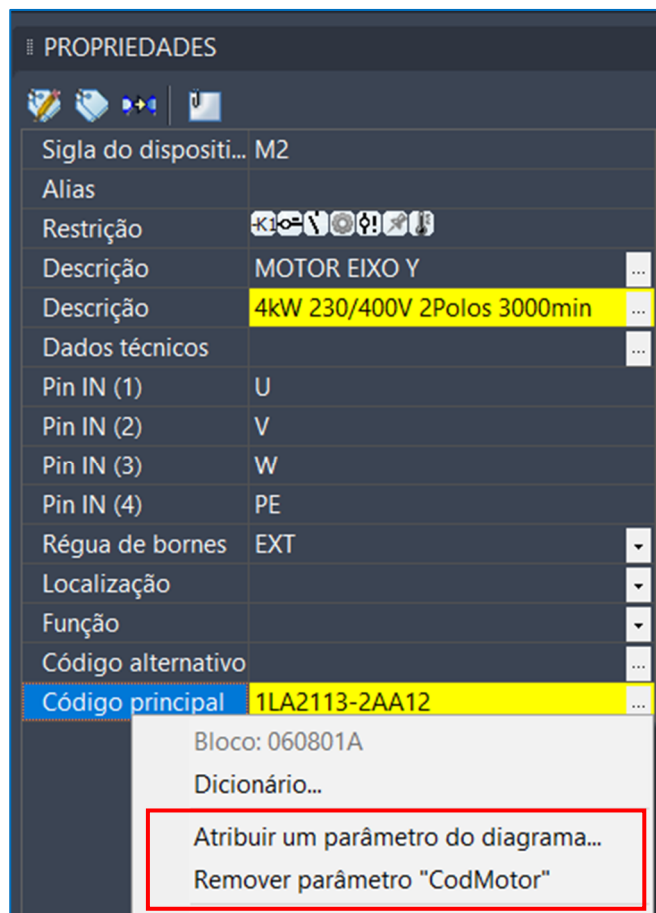 PROPRIEDADES
Sigla do dispositi... M2
Alias
Restrição -K1
Descrição MOTOR EIXO Y ...
Descrição 4kW 230/400V 2Polos 3000min ...
Dados técnicos ...
Pin IN (1) U
Pin IN (2) V
Pin IN (3) W
Pin IN (4) PE
Régua de bornes EXT
Localização
Função
Código alternativo ...
Código principal 1LA2113-2AA12 ...
Bloco: 060801A
Dicionário...
Atribuir um parâmetro do diagrama...
Remover parâmetro "CodMotor"